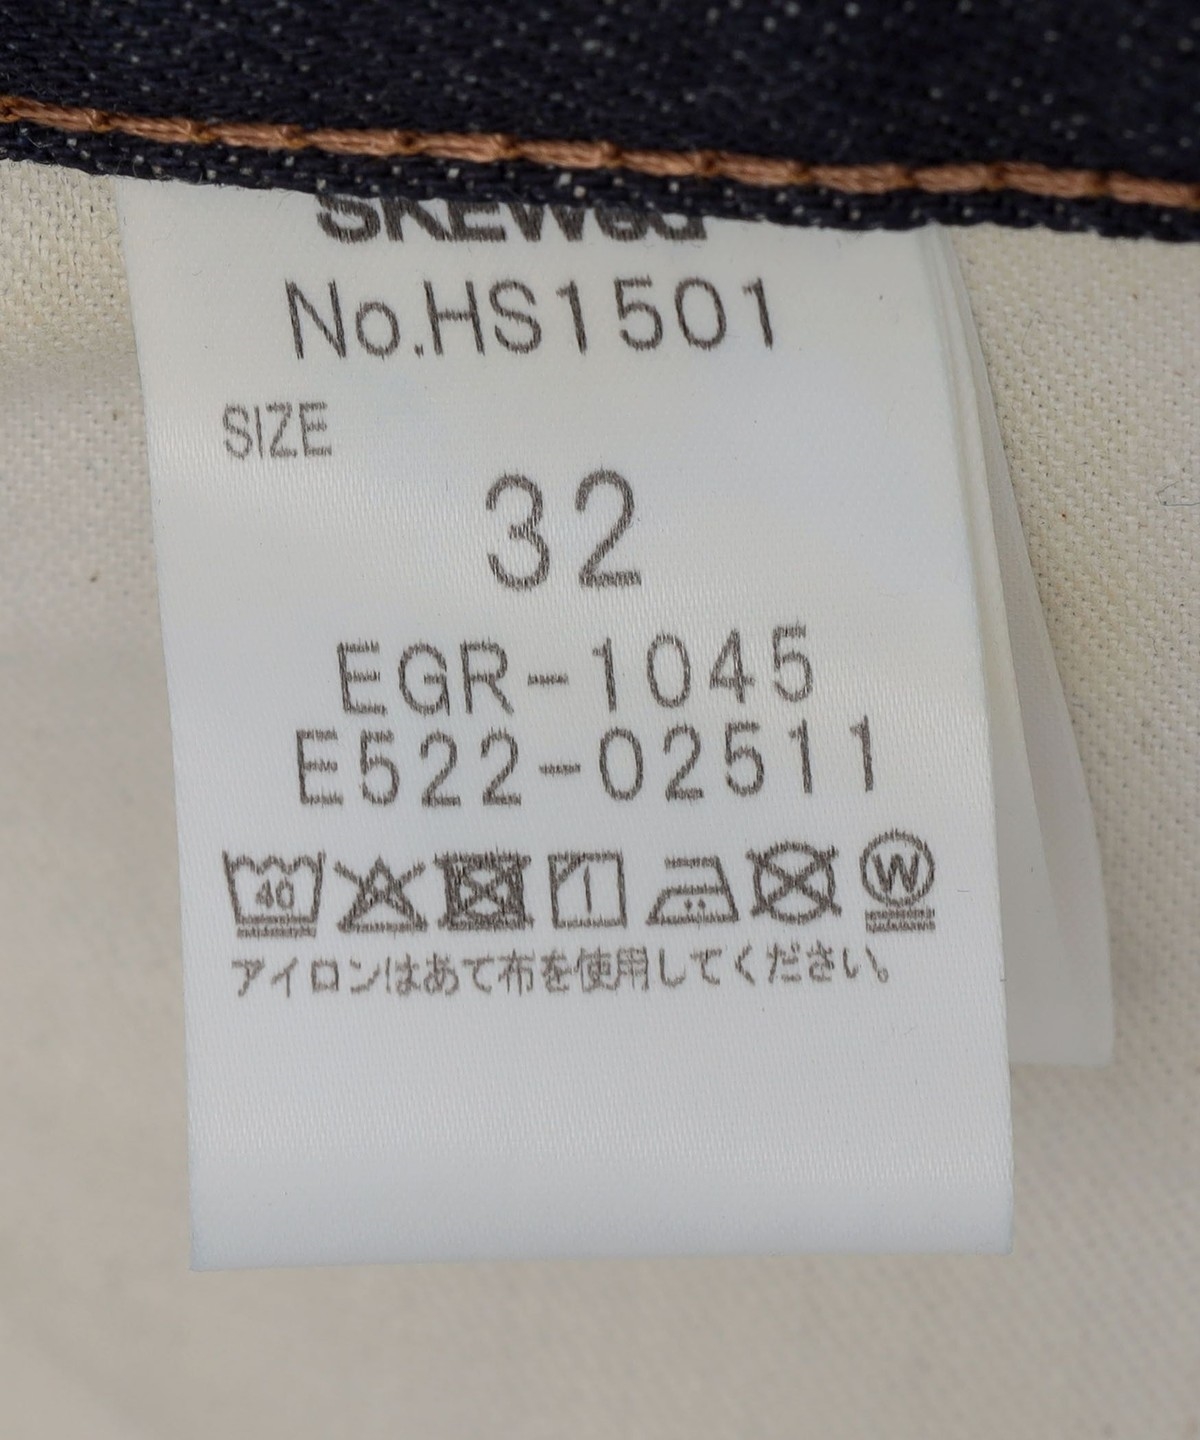 SKEWed
No.HS1501
SIZE
32
EGR-1045
E522-02511
40 W
アイロンはあて布を使用してください。